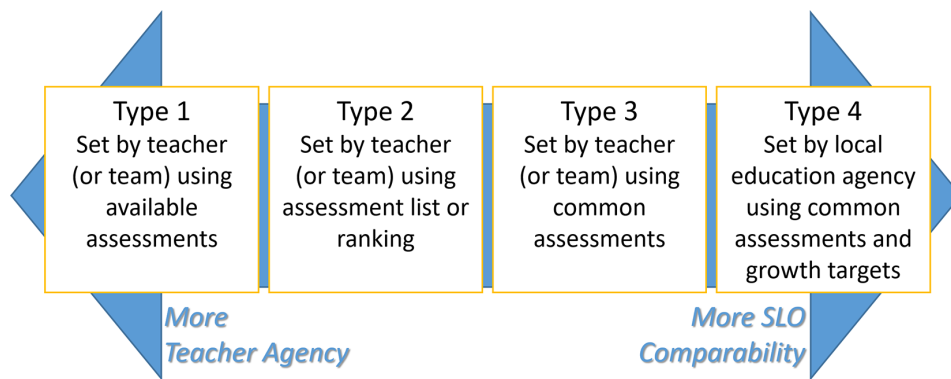 Type 1
Set by teacher
(or team) using
available
assessments
Type 2
Set by teacher
(or team) using
assessment list or
ranking
Type 3
Set by teacher
(or team) using
common
assessments
Type 4
Set by local
education agency
using common
assessments and
growth targets
More
Teacher Agency
More SLO
Comparability